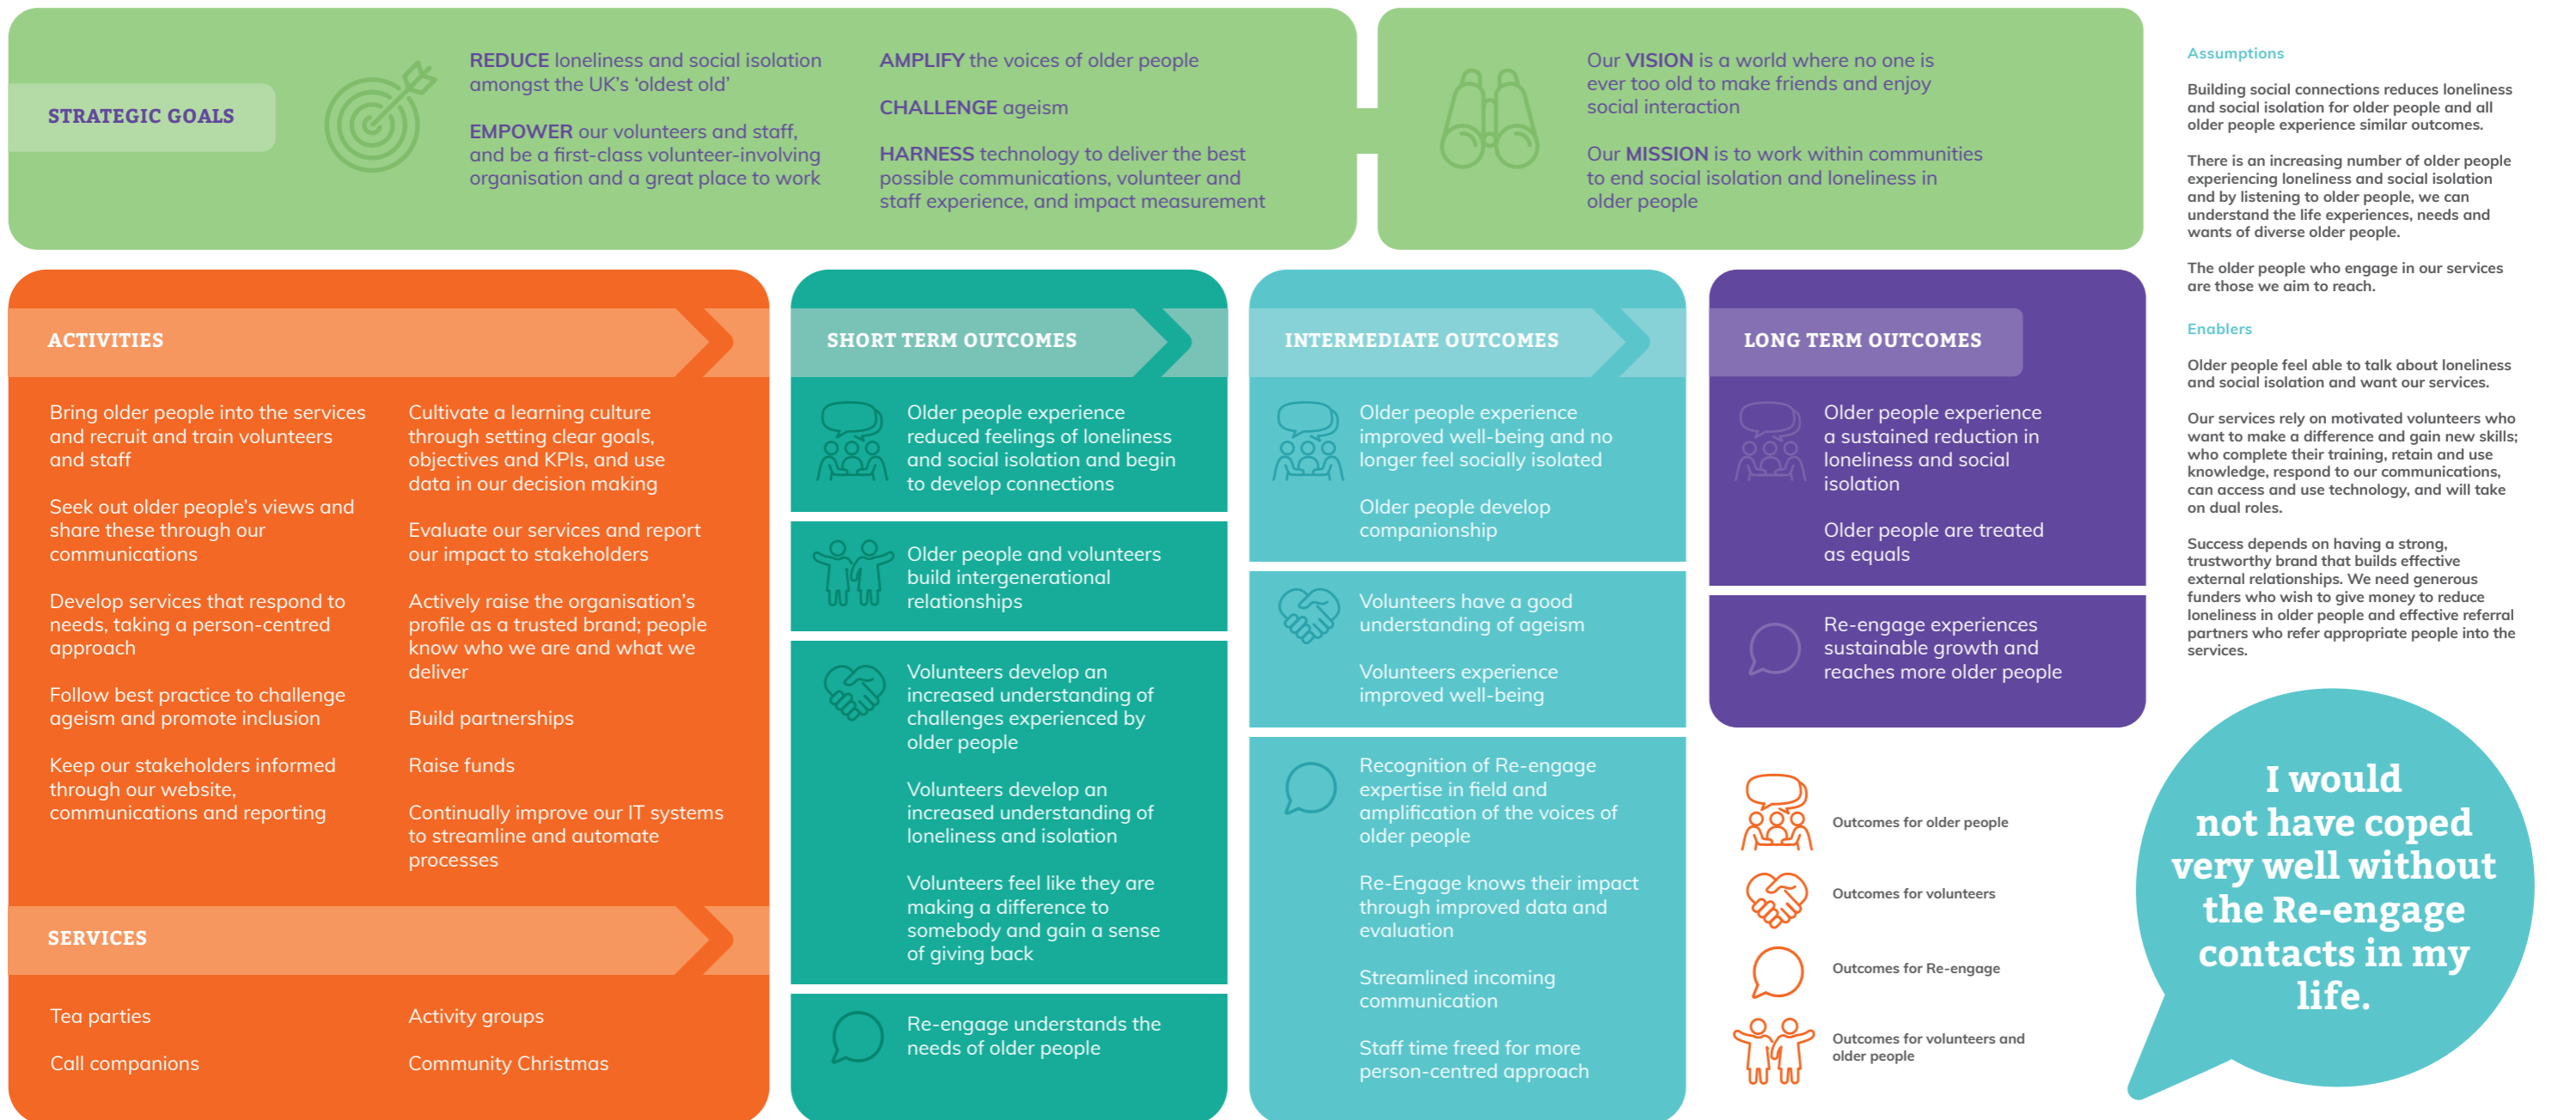 STRATEGIC GOALS
REDUCE loneliness and social isolation
amongst the UK's ‘oldest old’
EMPOWER our volunteers and staff,
and be a first-class volunteer-involving
organisation and a great place to work
AMPLIFY the voices of older people
CHALLENGE ageism
HARNESS technology to deliver the best
possible communications, volunteer and
staff experience, and impact measurement
Our VISION is a world where no one is
ever too old to make friends and enjoy
social interaction
Our MISSION is to work within communities
to end social isolation and loneliness in
older people
ACTIVITIES
Bring older people into the services
and recruit and train volunteers
and staff
Seek out older people's views and
share these through our
communications
Develop services that respond to
needs, taking a person-centred
approach
Follow best practice to challenge
ageism and promote inclusion
Keep our stakeholders informed
through our website,
communications and reporting
Cultivate a learning culture
through setting clear goals,
objectives and KPIs, and use
data in our decision making
Evaluate our services and report
our impact to stakeholders
Actively raise the organisation's
profile as a trusted brand; people
know who we are and what we
deliver
Build partnerships
Raise funds
Continually improve our IT systems
to streamline and automate
processes
SERVICES
Tea parties
Call companions
Activity groups
Community Christmas
SHORT TERM OUTCOMES
Older people experience
reduced feelings of loneliness
and social isolation and begin
to develop connections
Older people and volunteers
build intergenerational
relationships
Volunteers develop an
increased understanding of
challenges experienced by
older people
Volunteers develop an
increased understanding of
loneliness and isolation
Volunteers feel like they are
making a difference to
somebody and gain a sense
of giving back
Re-engage understands the
needs of older people
INTERMEDIATE OUTCOMES
Older people experience
improved well-being and no
longer feel socially isolated
Older people develop
companionship
Volunteers have a good
understanding of ageism
Volunteers experience
improved well-being
Recognition of Re-engage
expertise in field and
amplification of the voices of
older people
Re-Engage knows their impact
through improved data and
evaluation
Streamlined incoming
communication
Staff time freed for more
person-centred approach
LONG TERM OUTCOMES
Older people experience
a sustained reduction in
loneliness and social
isolation
Older people are treated
as equals
Re-engage experiences
sustainable growth and
reaches more older people
Outcomes for older people
Outcomes for volunteers
Outcomes for Re-engage
Outcomes for volunteers and
older people
Assumptions
Building social connections reduces loneliness
and social isolation for older people and all
older people experience similar outcomes.
There is an increasing number of older people
experiencing loneliness and social isolation
and by listening to older people, we can
understand the life experiences, needs and
wants of diverse older people.
The older people who engage in our services
are those we aim to reach.
Enablers
Older people feel able to talk about loneliness
and social isolation and want our services.
Our services rely on motivated volunteers who
want to make a difference and gain new skills;
who complete their training, retain and use
knowledge, respond to our communications,
can access and use technology, and will take
on dual roles.
Success depends on having a strong,
trustworthy brand that builds effective
external relationships. We need generous
funders who wish to give money to reduce
loneliness in older people and effective referral
partners who refer appropriate people into the
services.
I would
not have coped
very well without
the Re-engage
contacts in my
life.